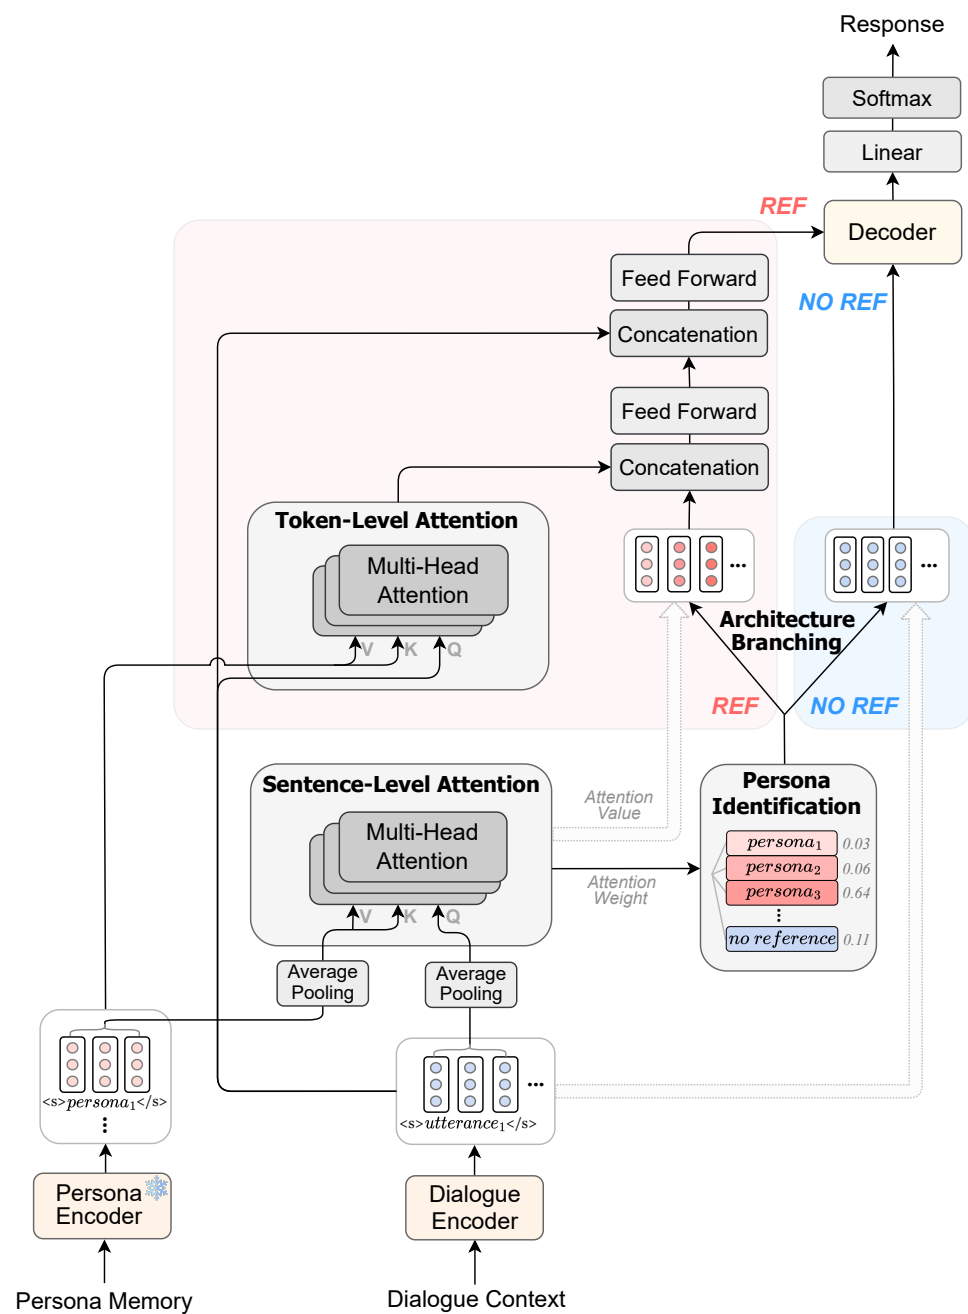 Response
Softmax
Linear
REF
Decoder
Feed Forward
NO REF
Concatenation
Feed Forward
Concatenation
Token-Level Attention
Multi-Head
Attention
V K Q
...
...
Architecture
Branching
REF
NO REF
Sentence-Level Attention
Multi-Head
Attention
V K Q
Attention
Value
Attention
Weight
Persona
Identification
persona1 0.03
persona2 0.06
persona3 0.64
...
no reference 0.11
Average
Pooling
Average
Pooling
<s>persona1</s>
...
...
<s>utterance1</s>
Persona
Encoder
Dialogue
Encoder
Persona Memory
Dialogue Context